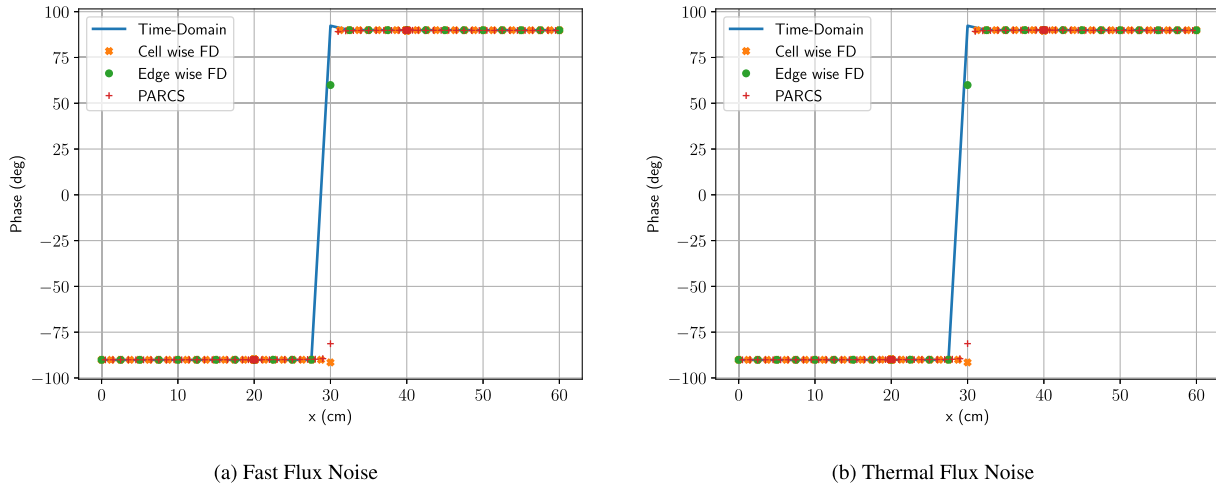 100
75
50
25
0
−25
−50
−75
−100
Phase (deg)
0
10
20
30
40
50
60
x (cm)
Time-Domain
Cell wise FD
Edge wise FD
PARCS
(a) Fast Flux Noise
100
75
50
25
0
−25
−50
−75
−100
Phase (deg)
0
10
20
30
40
50
60
x (cm)
Time-Domain
Cell wise FD
Edge wise FD
PARCS
(b) Thermal Flux Noise